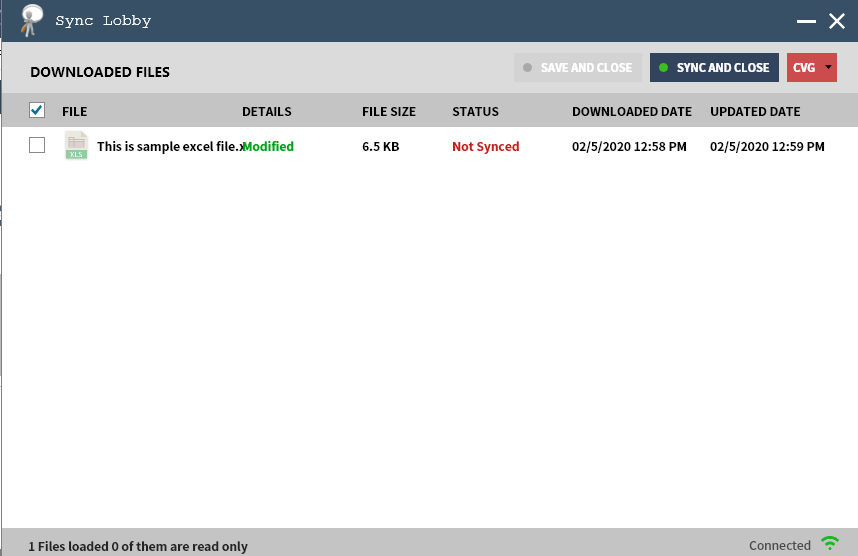 Sync Lobby
DOWNLOADED FILES SAVE AND CLOSE SYNC AND CLOSE CVG
FILE DETAILS FILE SIZE STATUS DOWNLOADED DATE UPDATED DATE
XLS This is sample excel file.x Modified 6.5 KB Not Synced 02/5/2020 12:58 PM 02/5/2020 12:59 PM
1 Files loaded 0 of them are read only Connected